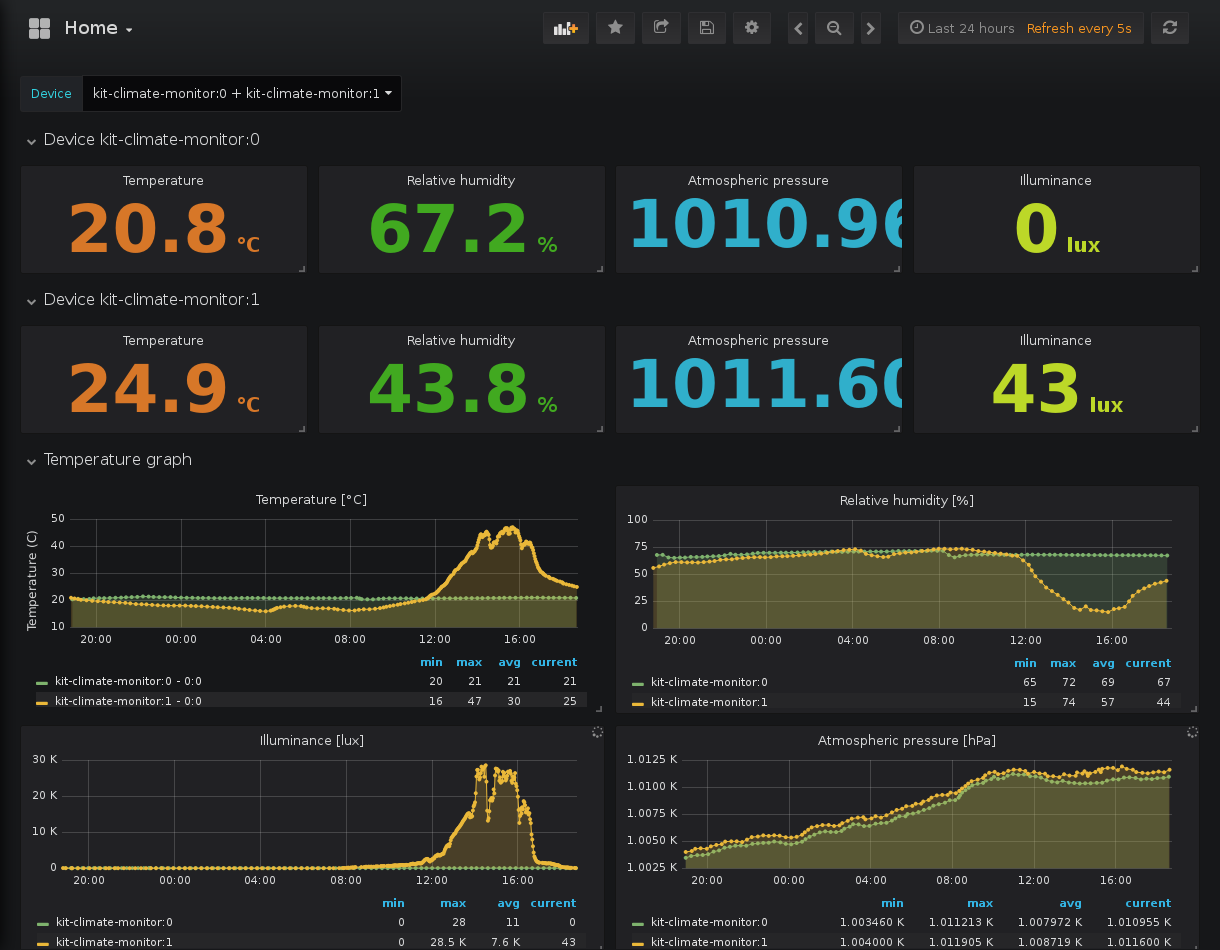 Home
Last 24 hours Refresh every 5s
Device kit-climate-monitor:0 + kit-climate-monitor:1
Device kit-climate-monitor:0
Temperature Relative humidity Atmospheric pressure Illuminance
20.8 °C 67.2 % 1010.96 0 lux
Device kit-climate-monitor:1
Temperature Relative humidity Atmospheric pressure Illuminance
24.9 °C 43.8 % 1011.60 43 lux
Temperature graph
Temperature [°C]
Temperature (C)
50
40
30
20
10
20:00 00:00 04:00 08:00 12:00 16:00
min max avg current
kit-climate-monitor:0 - 0:0 20 21 21 21
kit-climate-monitor:1 - 0:0 16 47 30 25
Relative humidity [%]
100
75
50
25
0
20:00 00:00 04:00 08:00 12:00 16:00
min max avg current
kit-climate-monitor:0 65 72 69 67
kit-climate-monitor:1 15 74 57 44
Illuminance [lux]
30 K
20 K
10 K
0
20:00 00:00 04:00 08:00 12:00 16:00
min max avg current
kit-climate-monitor:0 0 28 11 0
kit-climate-monitor:1 0 28.5 K 7.6 K 43
Atmospheric pressure [hPa]
1.0125 K
1.0100 K
1.0075 K
1.0050 K
1.0025 K
20:00 00:00 04:00 08:00 12:00 16:00
min max avg current
kit-climate-monitor:0 1.003460 K 1.011213 K 1.007972 K 1.010955 K
kit-climate-monitor:1 1.004000 K 1.011905 K 1.008719 K 1.011600 K